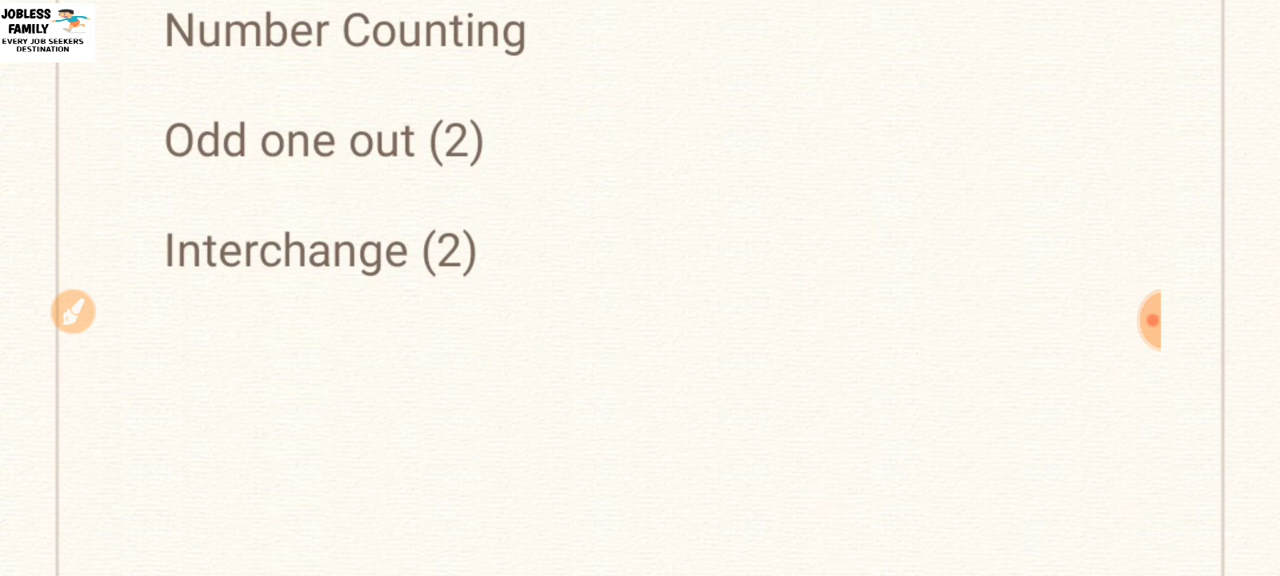 JOBLESS
FAMILY
EVERY JOB SEEKERS
DESTINATION
Number Counting
Odd one out (2)
Interchange (2)